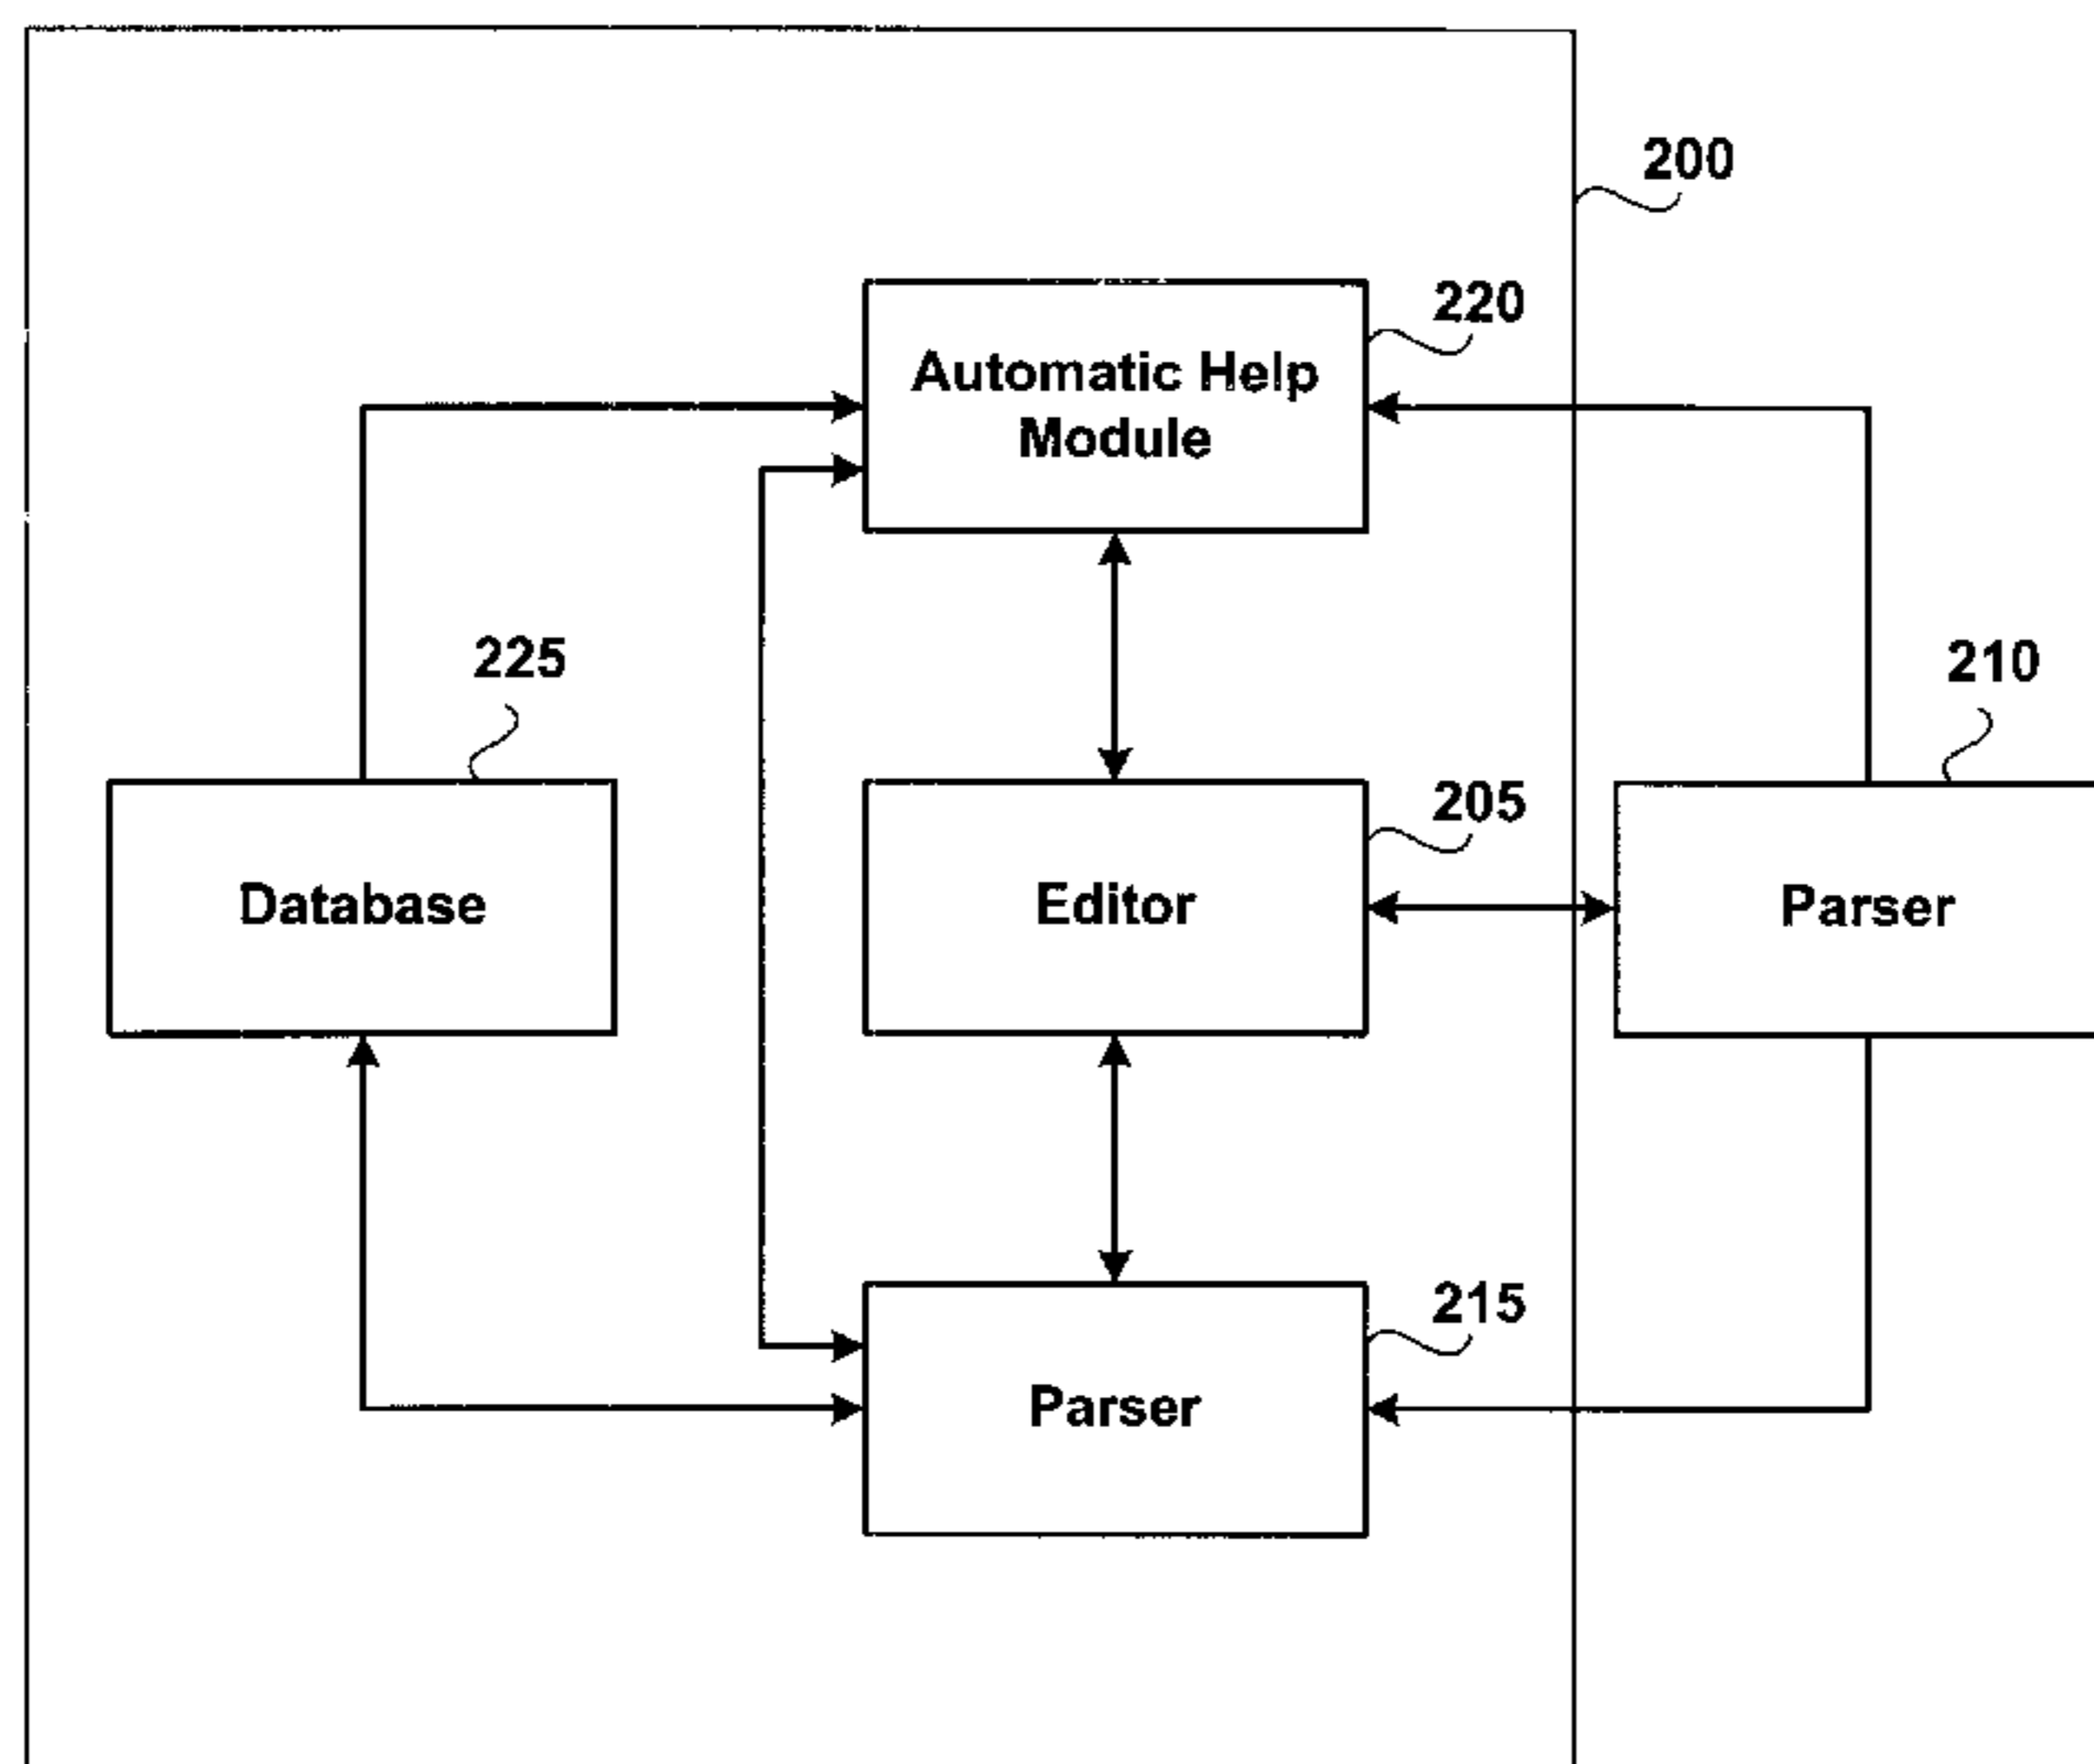 200
220
Automatic Help
Module
225
210
205
Database
Editor
Parser
215
Parser